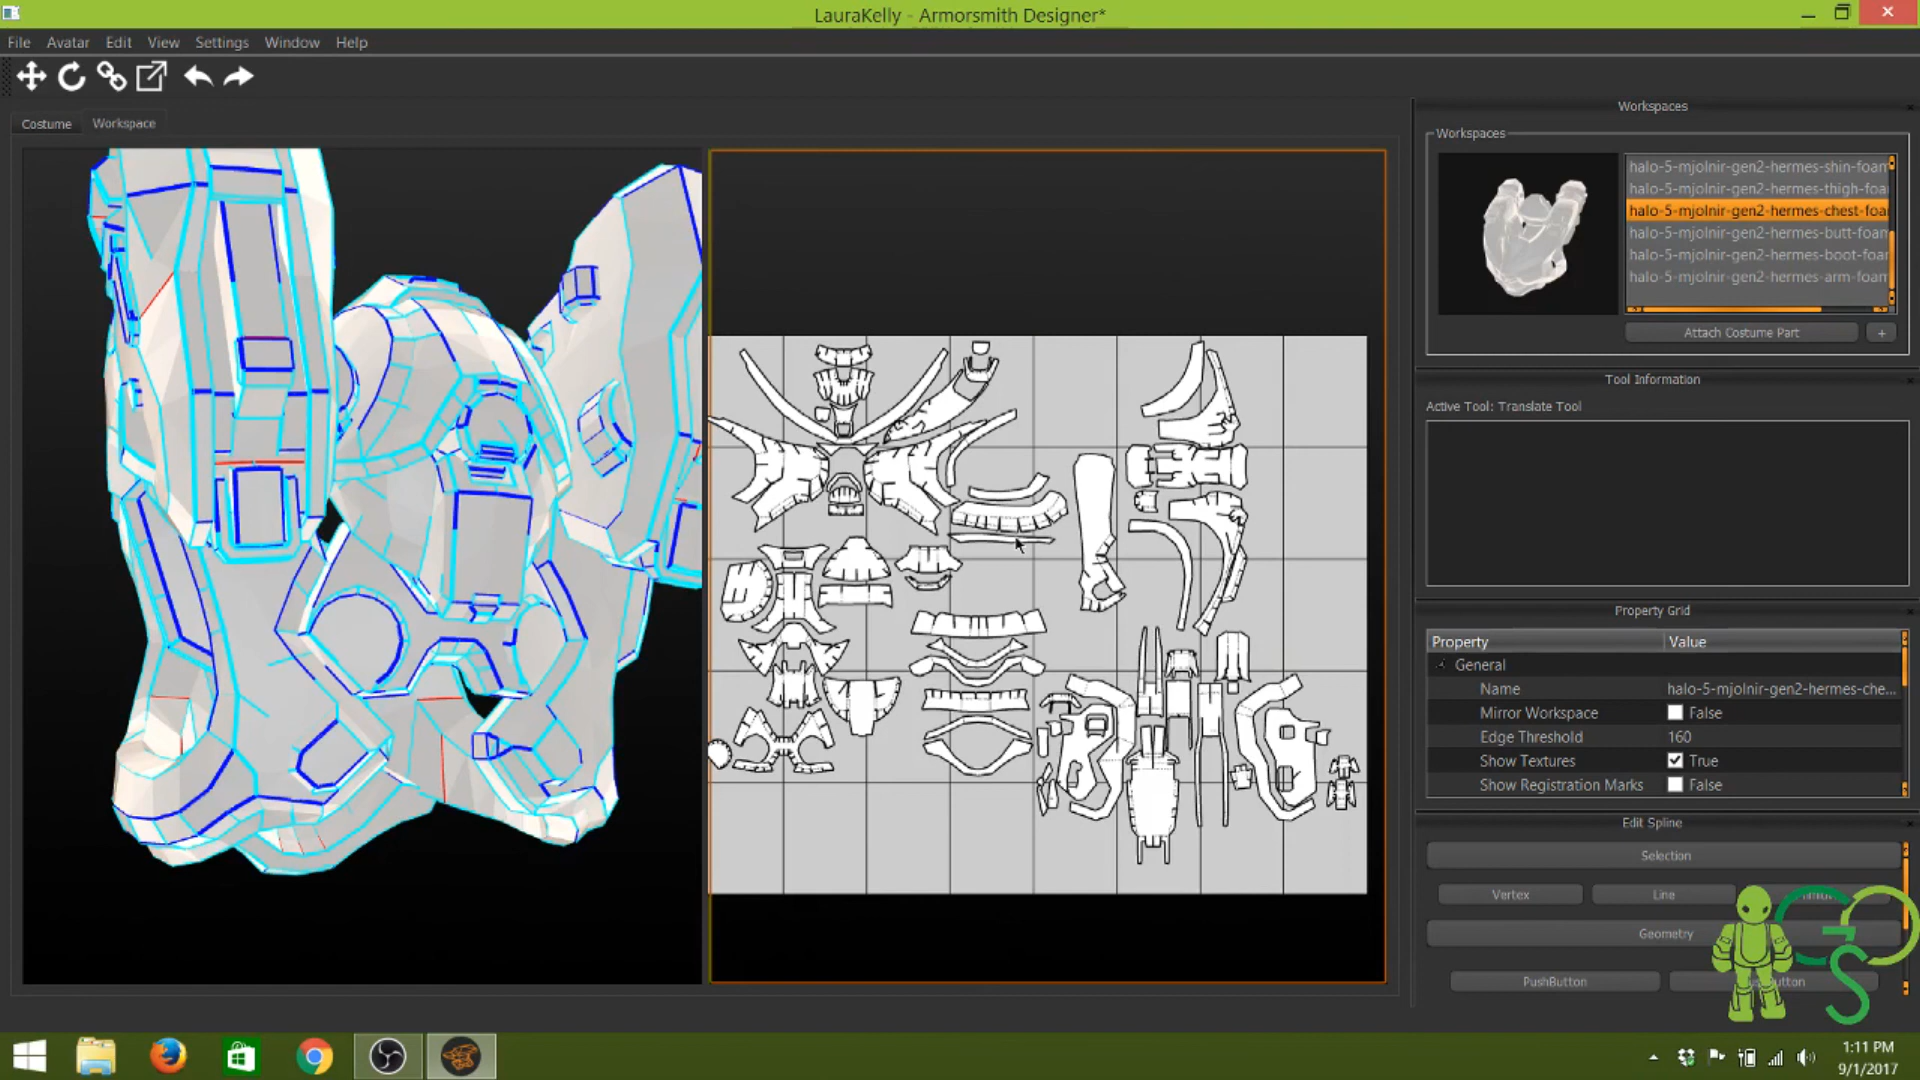 LauraKelly - Armorsmith Designer*
File Avatar Edit View Settings Window Help
Costume Workspace
Workspaces
Workspaces
halo-5-mjolnir-gen2-hermes-shin-foam
halo-5-mjolnir-gen2-hermes-thigh-foa
halo-5-mjolnir-gen2-hermes-chest-foa
halo-5-mjolnir-gen2-hermes-butt-foam
halo-5-mjolnir-gen2-hermes-boot-foar
halo-5-mjolnir-gen2-hermes-arm-foam
Attach Costume Part +
Tool Information
Active Tool: Translate Tool
Property Grid
Property Value
General
Name halo-5-mjolnir-gen2-hermes-che...
Mirror Workspace False
Edge Threshold 160
Show Textures True
Show Registration Marks False
Edit Spline
Selection
Vertex Line
Geometry
PushButton
1:11 PM
9/1/2017